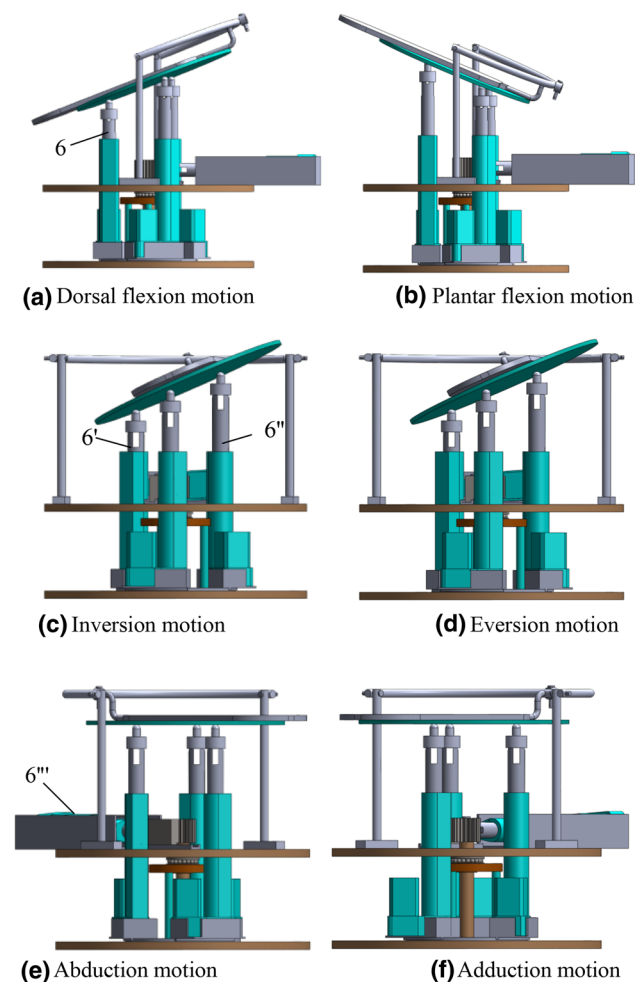 6
(a) Dorsal flexion motion
(b) Plantar flexion motion
6'
6"
(c) Inversion motion
(d) Eversion motion
6"'
(e) Abduction motion
(f) Adduction motion